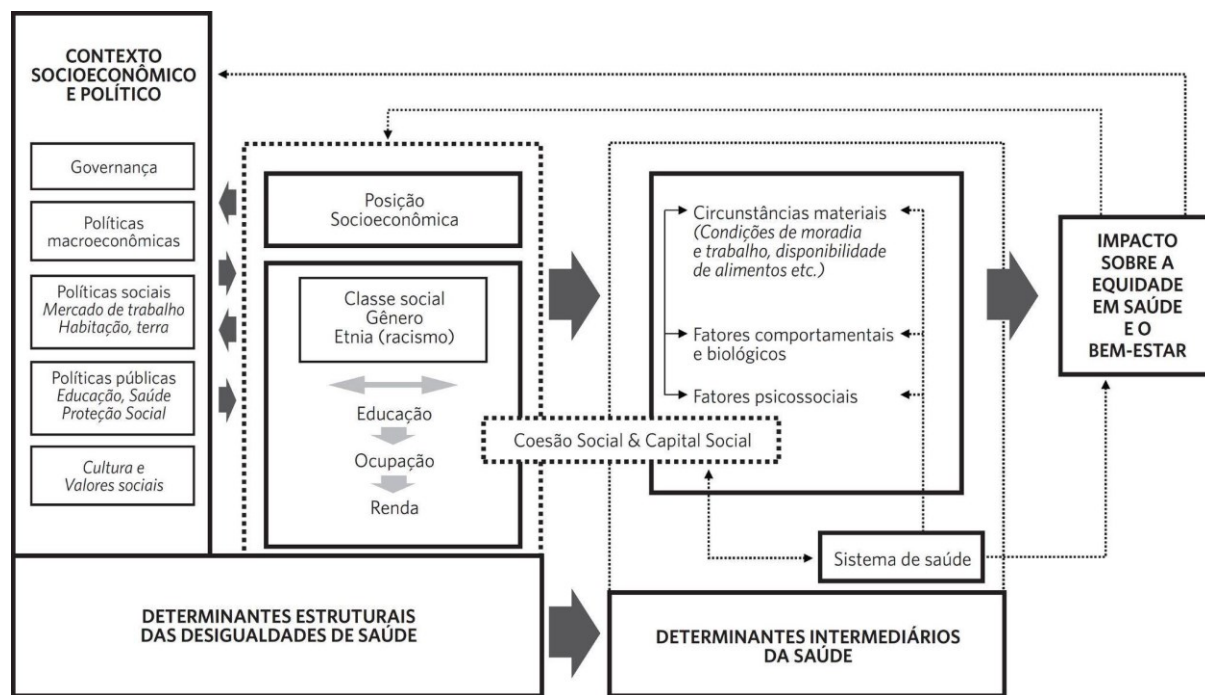 CONTEXTO
SOCIOECONÔMICO
E POLÍTICO
Governança
Políticas
macroeconômicas
Políticas sociais
Mercado de trabalho
Habitação, terra
Políticas públicas
Educação, Saúde
Proteção Social
Cultura e
Valores sociais
Posição
Socioeconômica
Classe social
Gênero
Etnia (racismo)
Educação
Ocupação
Renda
Coesão Social & Capital Social
Circunstâncias materiais
(Condições de moradia
e trabalho, disponibilidade
de alimentos etc.)
Fatores comportamentais
e biológicos
Fatores psicossociais
Sistema de saúde
IMPACTO
SOBRE A
EQUIDADE
EM SAÚDE
E O
BEM-ESTAR
DETERMINANTES ESTRUTURAIS
DAS DESIGUALDADES DE SAÚDE
DETERMINANTES INTERMEDIÁRIOS
DA SAÚDE